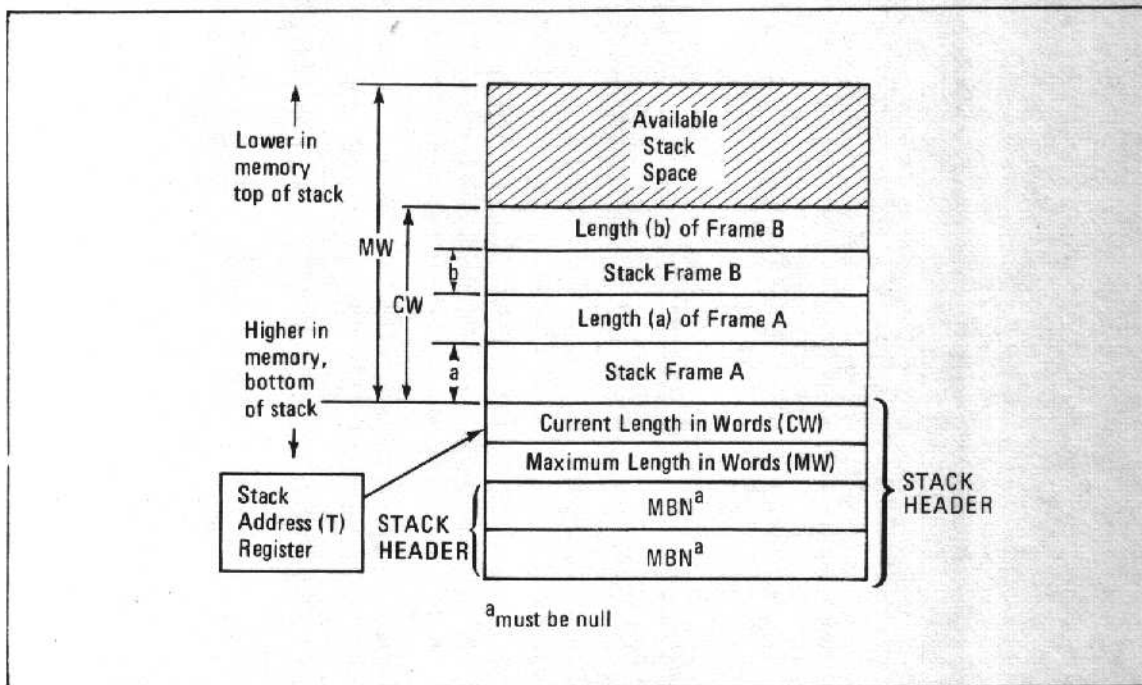 Lower in
memory
top of stack
MW
CW
b
a
Higher in
memory,
bottom
of stack
Available
Stack
Space
Length (b) of Frame B
Stack Frame B
Length (a) of Frame A
Stack Frame A
Current Length in Words (CW)
Maximum Length in Words (MW)
MBNª
MBNª
Stack
Address (T)
Register
STACK
HEADER
STACK
HEADER
ªmust be null